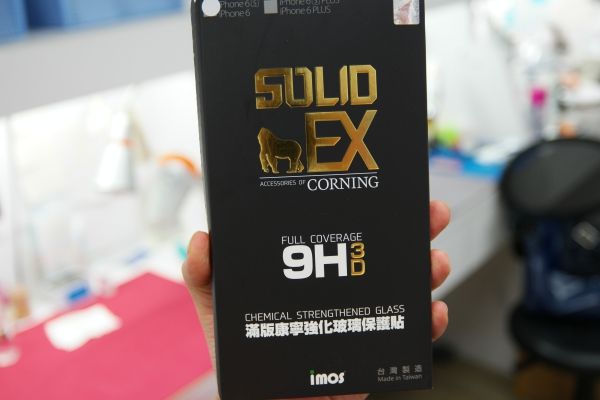 iPhone 6(s)
iPhone 6
iPhone 6(s) PLUS
iPhone 6 PLUS
SOLID
EX
ACCESSORIES OF CORNING
FULL COVERAGE
9H 3D
CHEMICAL STRENGTHENED GLASS
滿版康寧強化玻璃保護貼
imos
台灣製造
Made in Taiwan